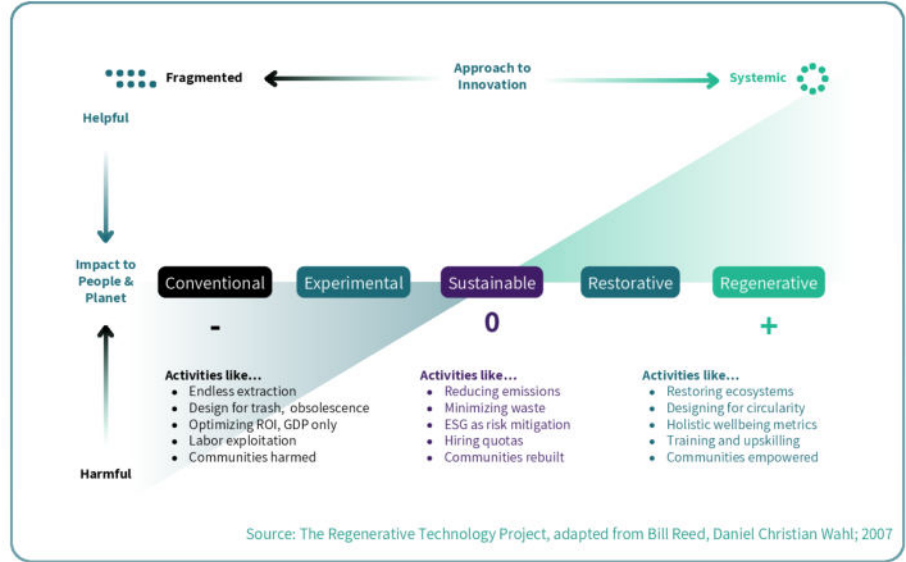 Fragmented
Approach to
Innovation
Systemic
Helpful
Impact to
People &
Planet
Conventional
Experimental
Sustainable
Restorative
Regenerative
-
0
+
Activities like...
• Endless extraction
• Design for trash, obsolescence
• Optimizing ROI, GDP only
• Labor exploitation
• Communities harmed
Activities like...
• Reducing emissions
• Minimizing waste
• ESG as risk mitigation
• Hiring quotas
• Communities rebuilt
Activities like...
• Restoring ecosystems
• Designing for circularity
• Holistic wellbeing metrics
• Training and upskilling
• Communities empowered
Harmful
Source: The Regenerative Technology Project, adapted from Bill Reed, Daniel Christian Wahl; 2007